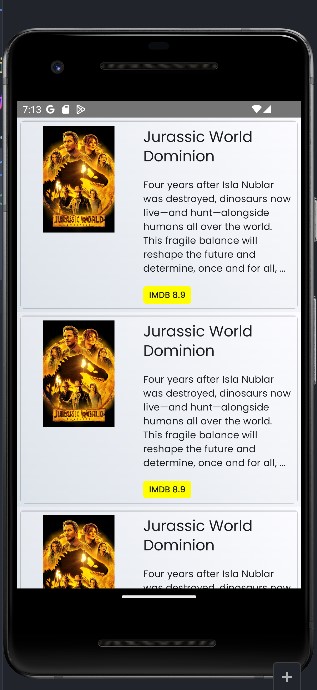 7:13
Jurassic World
Dominion
Four years after Isla Nublar
was destroyed, dinosaurs now
live—and hunt—alongside
humans all over the world.
This fragile balance will
reshape the future and
determine, once and for all, ...
IMDB 8.9
JURASSIC WORLD
Jurassic World
Dominion
Four years after Isla Nublar
was destroyed, dinosaurs now
live—and hunt—alongside
humans all over the world.
This fragile balance will
reshape the future and
determine, once and for all, ...
IMDB 8.9
JURASSIC WORLD
Jurassic World
Dominion
Four years after Isla Nublar
was destroyed, dinosaurs now